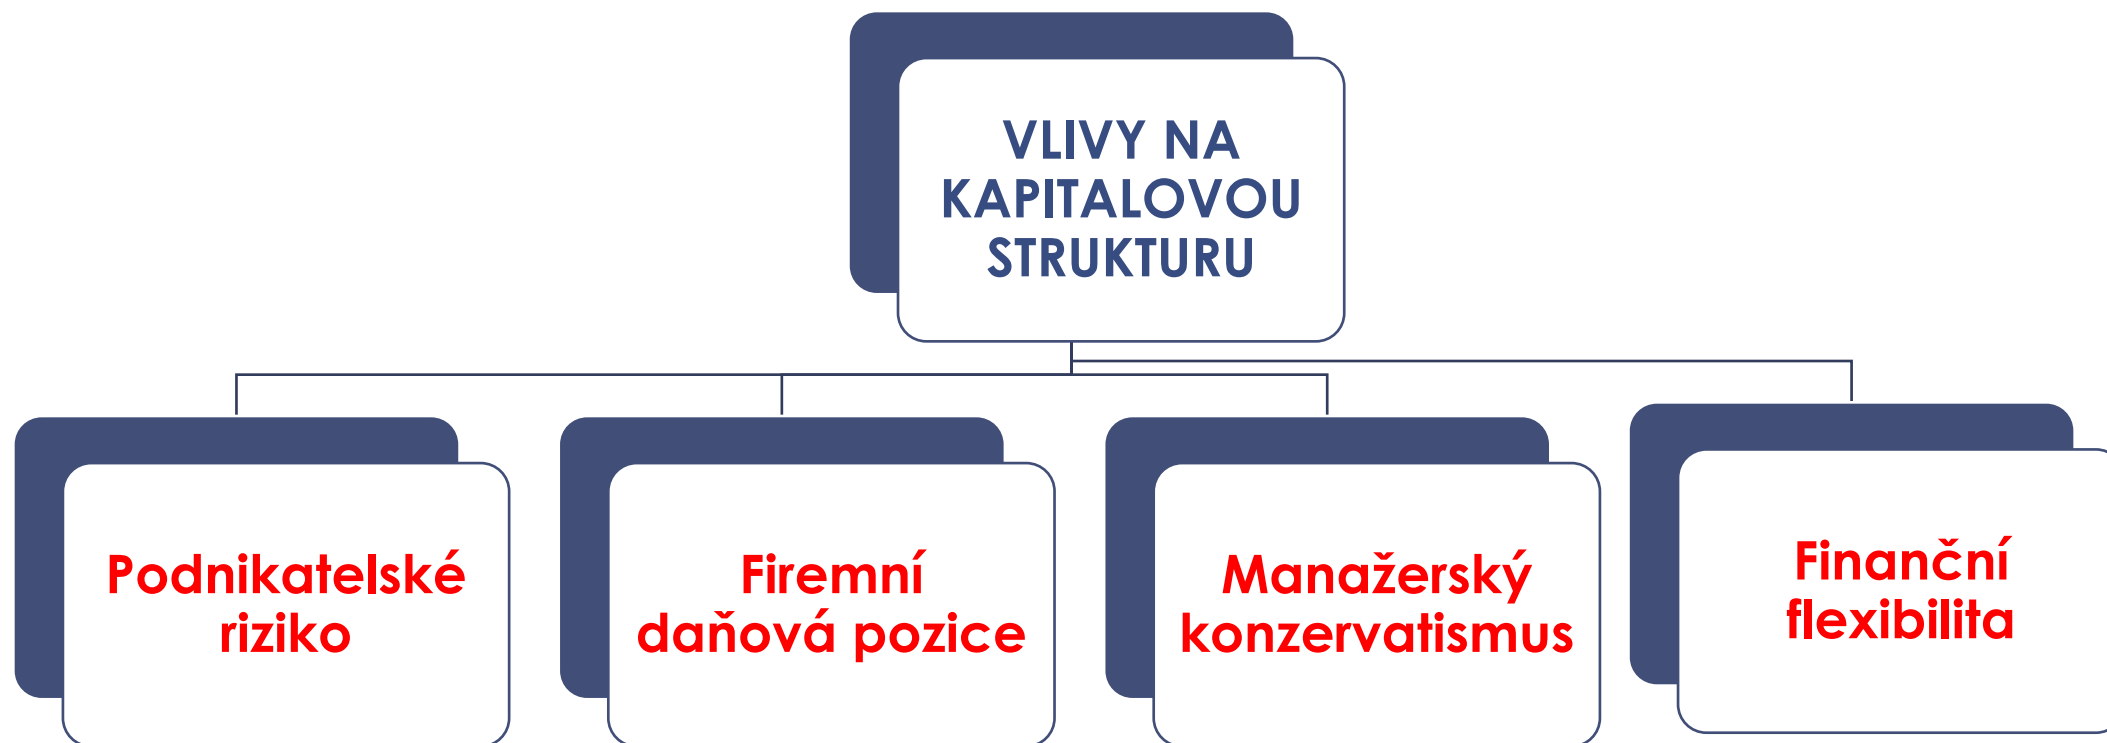 VLIVY NA
KAPITALOVOU
STRUKTURU
Podnikatelské
riziko
Firemní
daňová pozice
Manažerský
konzervatismus
Finanční
flexibilita